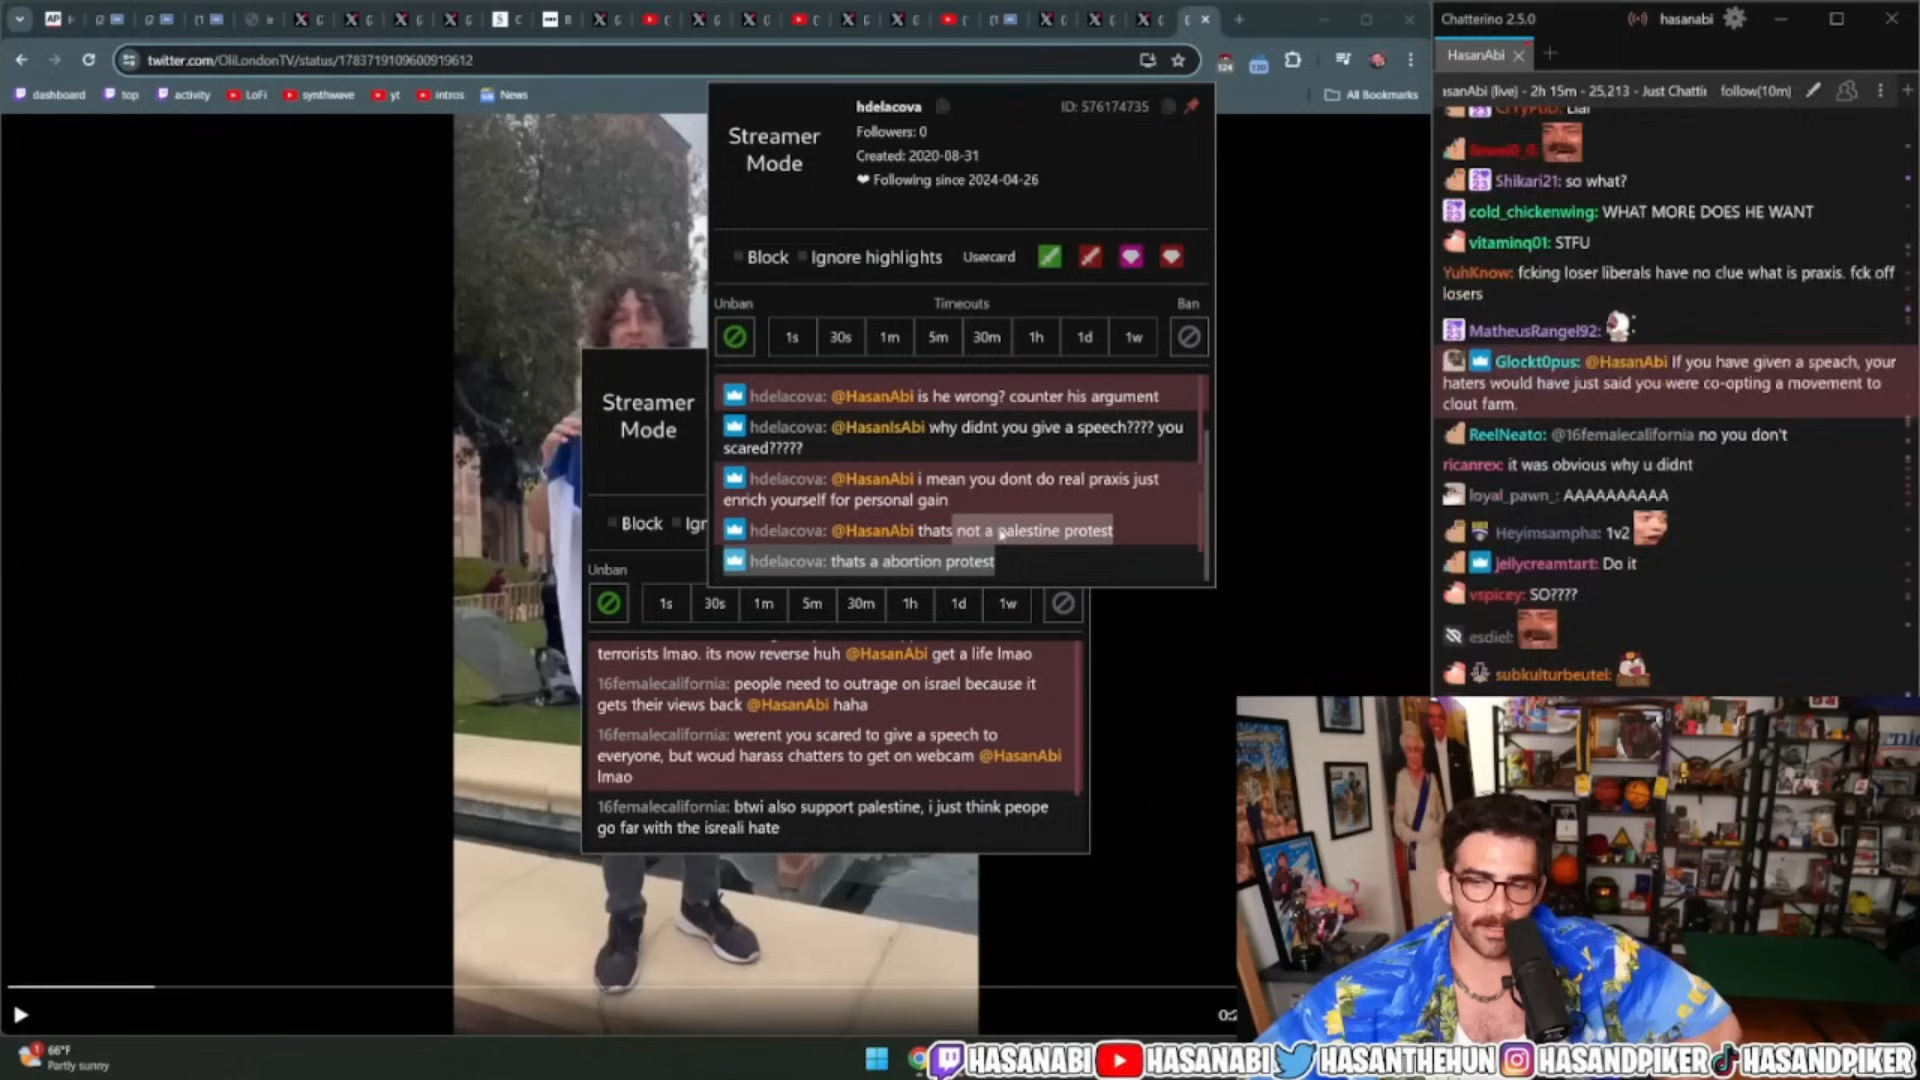 AP
Chatterino 2.5.0
hasanabi
twitter.com/OliLondonTV/status/1783719109600919612
124
120
HasanAbi
dashboard
top
activity
LoFi
synthwave
yt
intros
News
All Bookmarks
asanAbi (live) - 2h 15m - 25,213 - Just Chattin
follow(10m)
Streamer
Mode
hdelacova
ID: 576174735
Followers: 0
Created: 2020-08-31
Following since 2024-04-26
Block
Ignore highlights
Usercard
Unban
Timeouts
Ban
1s
30s
1m
5m
30m
1h
1d
1w
hdelacova: @HasanAbi is he wrong? counter his argument
hdelacova: @HasanIsAbi why didnt you give a speech???? you
scared?????
hdelacova: @HasanAbi i mean you dont do real praxis just
enrich yourself for personal gain
hdelacova: @HasanAbi thats not a palestine protest
hdelacova: thats a abortion protest
Streamer
Mode
Block
Igr
Unban
1s
30s
1m
5m
30m
1h
1d
1w
terrorists lmao. its now reverse huh @HasanAbi get a life lmao
16femalecalifornia: people need to outrage on israel because it
gets their views back @HasanAbi haha
16femalecalifornia: werent you scared to give a speech to
everyone, but woud harass chatters to get on webcam @HasanAbi
lmao
16femalecalifornia: btwi also support palestine, i just think peope
go far with the isreali hate
Shikari21: so what?
cold_chickenwing: WHAT MORE DOES HE WANT
vitaminq01: STFU
YuhKnow: fcking loser liberals have no clue what is praxis. fck off
losers
MatheusRangel92:
Glockt0pus: @HasanAbi If you have given a speach, your
haters would have just said you were co-opting a movement to
clout farm.
ReelNeato: @16femalecalifornia no you don't
ricanrex: it was obvious why u didnt
loyal_pawn_: AAAAAAAAAA
Heyimsampha: 1v2
jellycreamtart: Do it
vspicey: SO????
esdiel:
subkulturbeutel:
0:2
1
66°F
Partly sunny
HASANABI
HASANABI
HASANTHEHUN
HASANDPIKER
HASANDPIKER